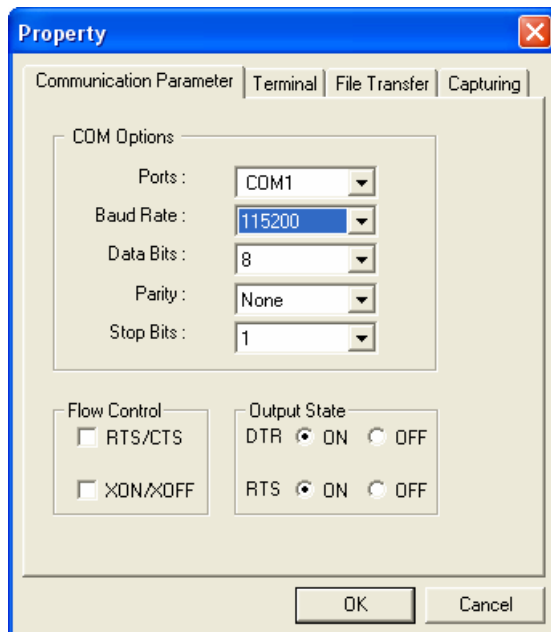 Property
Communication Parameter Terminal File Transfer Capturing
COM Options
Ports : COM1
Baud Rate : 115200
Data Bits : 8
Parity : None
Stop Bits : 1
Flow Control
RTS/CTS
XON/XOFF
Output State
DTR ON OFF
RTS ON OFF
OK Cancel